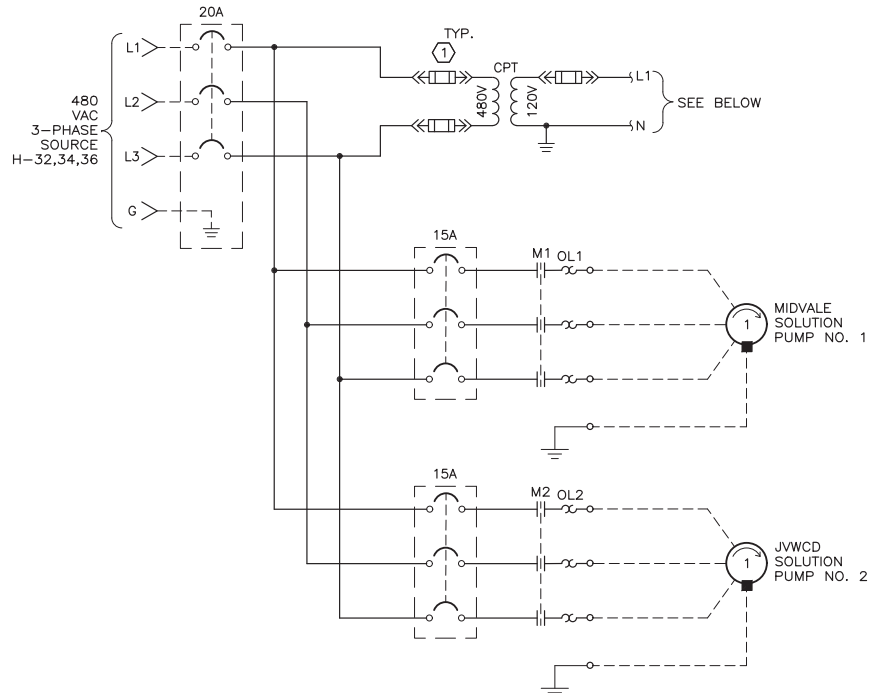 20A
TYP.
1
L1
CPT
L1
480
VAC
3-PHASE
SOURCE
H-32,34,36
L2
480V
120V
SEE BELOW
L3
N
G
15A
M1 OL1
1
MIDVALE
SOLUTION
PUMP NO. 1
15A
M2 OL2
1
JVWCD
SOLUTION
PUMP NO. 2